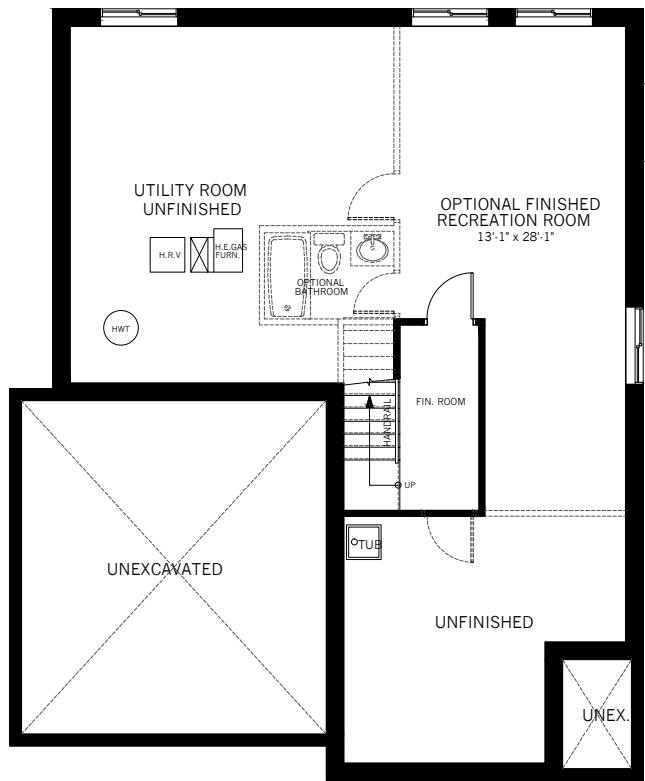 UTILITY ROOM
UNFINISHED
OPTIONAL FINISHED
RECREATION ROOM
13'-1" x 28'-1"
H.R.V
H.E.GAS
FURN.
OPTIONAL
BATHROOM
HWT
FIN. ROOM
HANDRAIL
UP
TUB
UNEXCAVATED
UNFINISHED
UNEX.